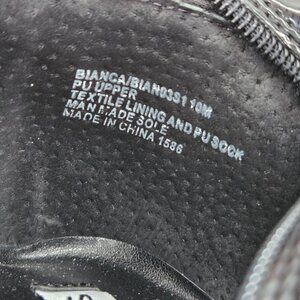 BIANCA/BIAN03S1 10M
PU UPPER
TEXTILE LINING AND PU SOCK
MAN MADE SOLE
MADE IN CHINA 1586